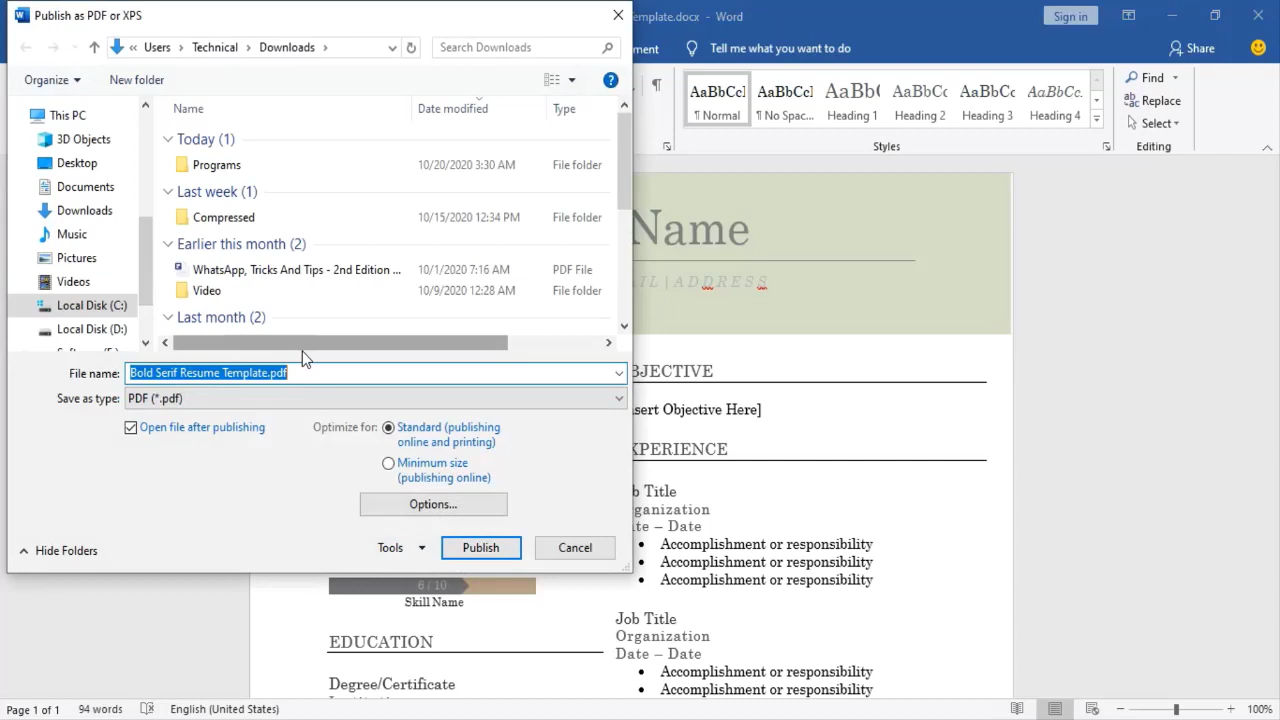 Publish as PDF or XPS
emplate.docx - Word
Sign in
« Users > Technical > Downloads >
Search Downloads
ment
Tell me what you want to do
Share
Organize
New folder
This PC
3D Objects
Desktop
Documents
Downloads
Music
Pictures
Videos
Local Disk (C:)
Local Disk (D:)
Name Date modified Type
Today (1)
Programs 10/20/2020 3:30 AM File folder
Last week (1)
Compressed 10/15/2020 12:34 PM File folder
Earlier this month (2)
WhatsApp, Tricks And Tips - 2nd Edition ... 10/1/2020 7:16 AM PDF File
Video 10/9/2020 12:28 AM File folder
Last month (2)
File name: Bold Serif Resume Template.pdf
Save as type: PDF (*.pdf)
Open file after publishing
Optimize for: Standard (publishing
online and printing)
Minimum size
(publishing online)
Options...
Hide Folders
Tools
Publish
Cancel
AaBbCcI AaBbCcI AaBb( AaBbCc AaBbCcI AaBbCc.
¶ Normal ¶ No Spac... Heading 1 Heading 2 Heading 3 Heading 4
Styles
Find
Replace
Select
Editing
Name
AIL | ADDRESS
BJECTIVE
sert Objective Here]
XPERIENCE
b Title
rganization
te – Date
• Accomplishment or responsibility
• Accomplishment or responsibility
• Accomplishment or responsibility
Job Title
Organization
Date – Date
• Accomplishment or responsibility
• Accomplishment or responsibility
6 / 10
Skill Name
EDUCATION
Degree/Certificate
Page 1 of 1
94 words
English (United States)
100%